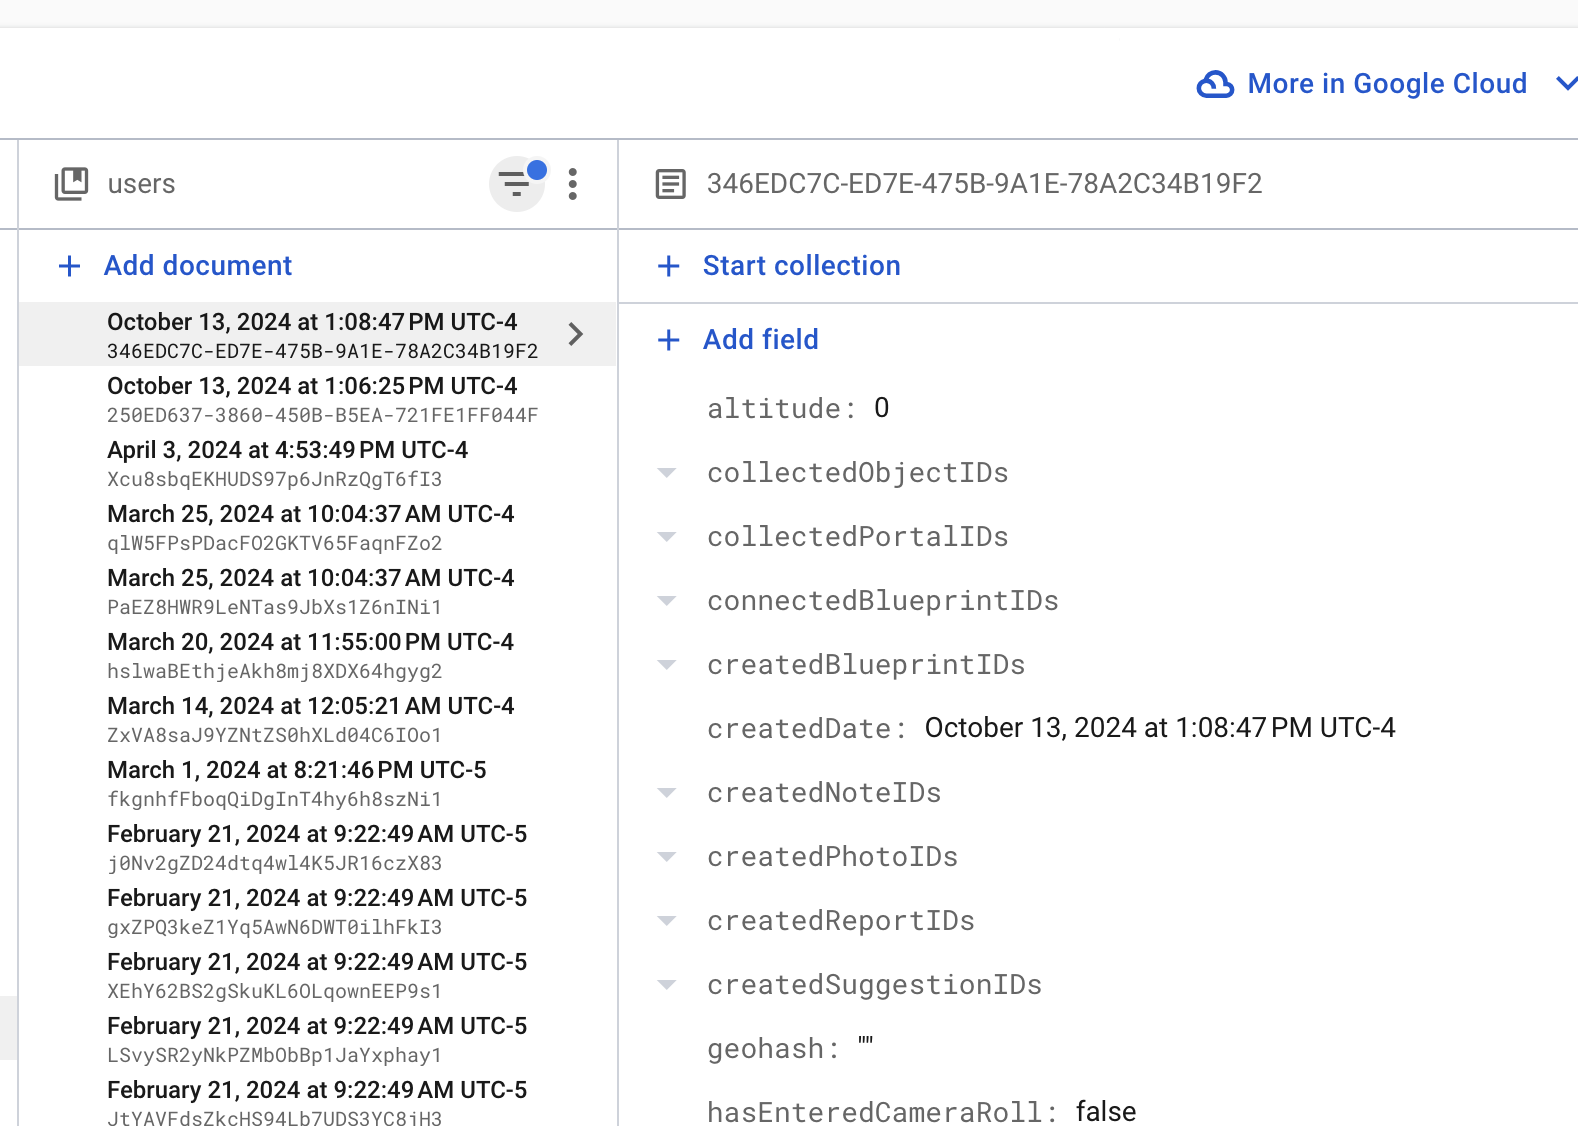 More in Google Cloud
users
Add document
October 13, 2024 at 1:08:47 PM UTC-4
346EDC7C-ED7E-475B-9A1E-78A2C34B19F2
October 13, 2024 at 1:06:25 PM UTC-4
250ED637-3860-450B-B5EA-721FE1FF044F
April 3, 2024 at 4:53:49 PM UTC-4
Xcu8sbqEKHUDS97p6JnRzQgT6fI3
March 25, 2024 at 10:04:37 AM UTC-4
qlW5FPsPDacFO2GKTV65FaqnFZo2
March 25, 2024 at 10:04:37 AM UTC-4
PaEZ8HWR9LeNTas9JbXs1Z6nINi1
March 20, 2024 at 11:55:00 PM UTC-4
hslwaBEthjeAkh8mj8XDX64hgyg2
March 14, 2024 at 12:05:21 AM UTC-4
ZxVA8saJ9YZNtZS0hXLd04C6IOo1
March 1, 2024 at 8:21:46 PM UTC-5
fkgnhfFboqQiDgInT4hy6h8szNi1
February 21, 2024 at 9:22:49 AM UTC-5
j0Nv2gZD24dtq4wl4K5JR16czX83
February 21, 2024 at 9:22:49 AM UTC-5
gxZPQ3keZ1Yq5AwN6DWT0ilhFkI3
February 21, 2024 at 9:22:49 AM UTC-5
XEhY62BS2gSkuKL6OLqownEEP9s1
February 21, 2024 at 9:22:49 AM UTC-5
LSvySR2yNkPZMbObBp1JaYxphay1
February 21, 2024 at 9:22:49 AM UTC-5
JtYAVFdsZkcHS94Lb7UDS3YC8jH3
346EDC7C-ED7E-475B-9A1E-78A2C34B19F2
Start collection
Add field
altitude: 0
collectedObjectIDs
collectedPortalIDs
connectedBlueprintIDs
createdBlueprintIDs
createdDate: October 13, 2024 at 1:08:47 PM UTC-4
createdNoteIDs
createdPhotoIDs
createdReportIDs
createdSuggestionIDs
geohash: ""
hasEnteredCameraRoll: false